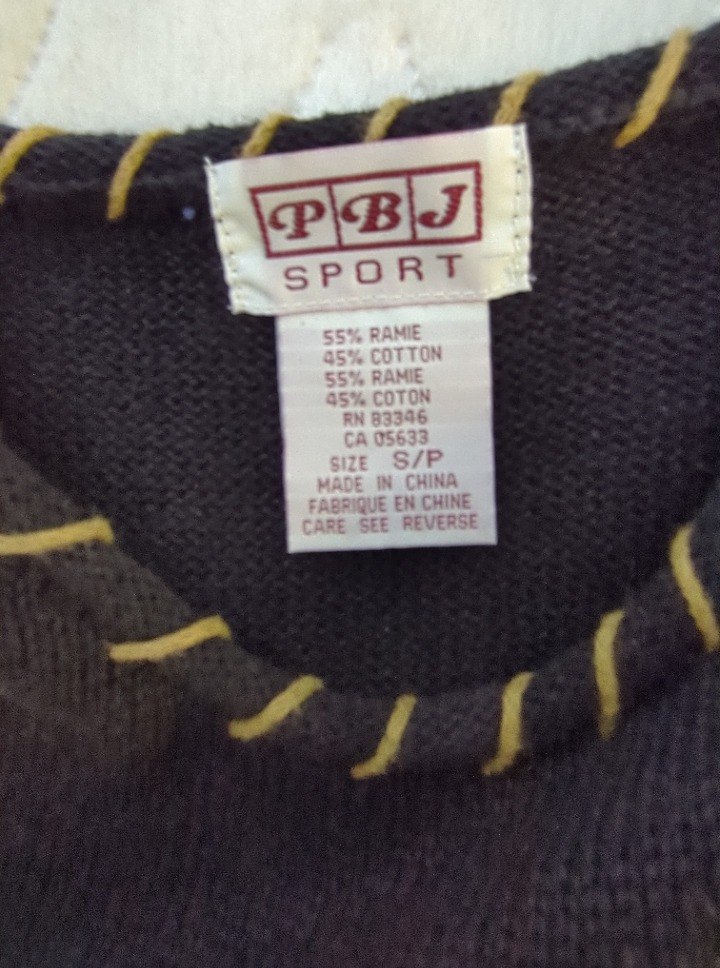 PBJ
SPORT
55% RAMIE
45% COTTON
55% RAMIE
45% COTON
RN 83346
CA 05633
SIZE S/P
MADE IN CHINA
FABRIQUE EN CHINE
CARE SEE REVERSE